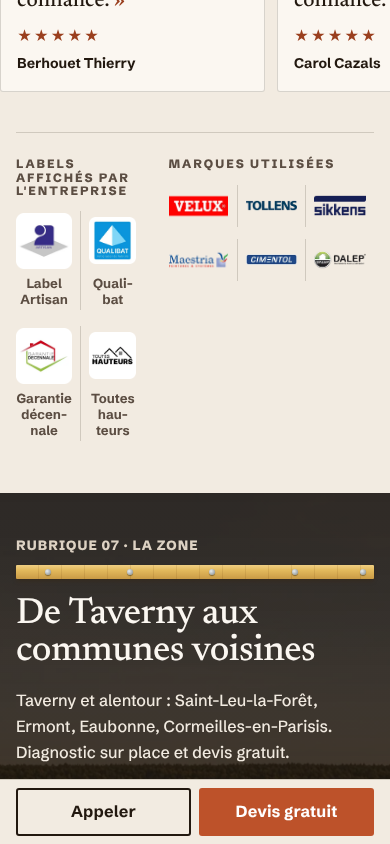 confiance. »
confiance.
★★★★★
★★★★★
Berhouet Thierry
Carol Cazals
LABELS
AFFICHÉS PAR
L'ENTREPRISE
MARQUES UTILISÉES
VELUX
TOLLENS
sikkens
Maestria
CIMENTOL
DALEP
QUALIBAT
Label
Artisan
Quali-
bat
GARANTIE
DÉCENNALE
TOUTES
HAUTEURS
Garantie
décen-
nale
Toutes
hau-
teurs
RUBRIQUE 07 · LA ZONE
De Taverny aux
communes voisines
Taverny et alentour : Saint-Leu-la-Forêt,
Ermont, Eaubonne, Cormeilles-en-Parisis.
Diagnostic sur place et devis gratuit.
Appeler
Devis gratuit